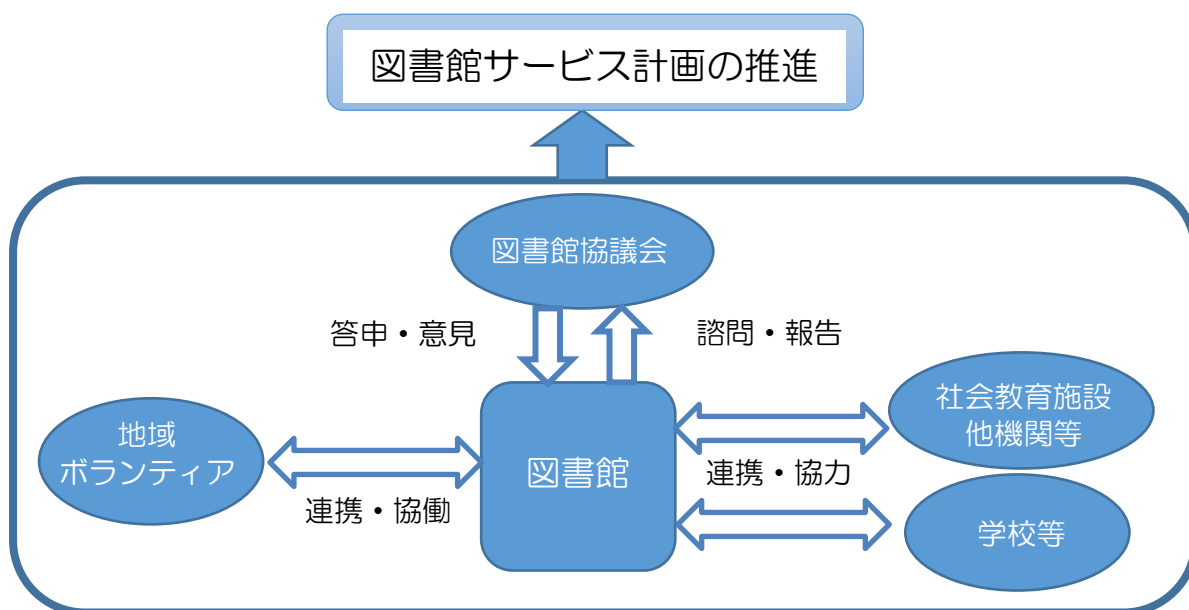 図書館サービス計画の推進
図書館協議会
答申・意見
諮問・報告
地域
ボランティア
連携・協働
図書館
社会教育施設
他機関等
連携・協力
学校等